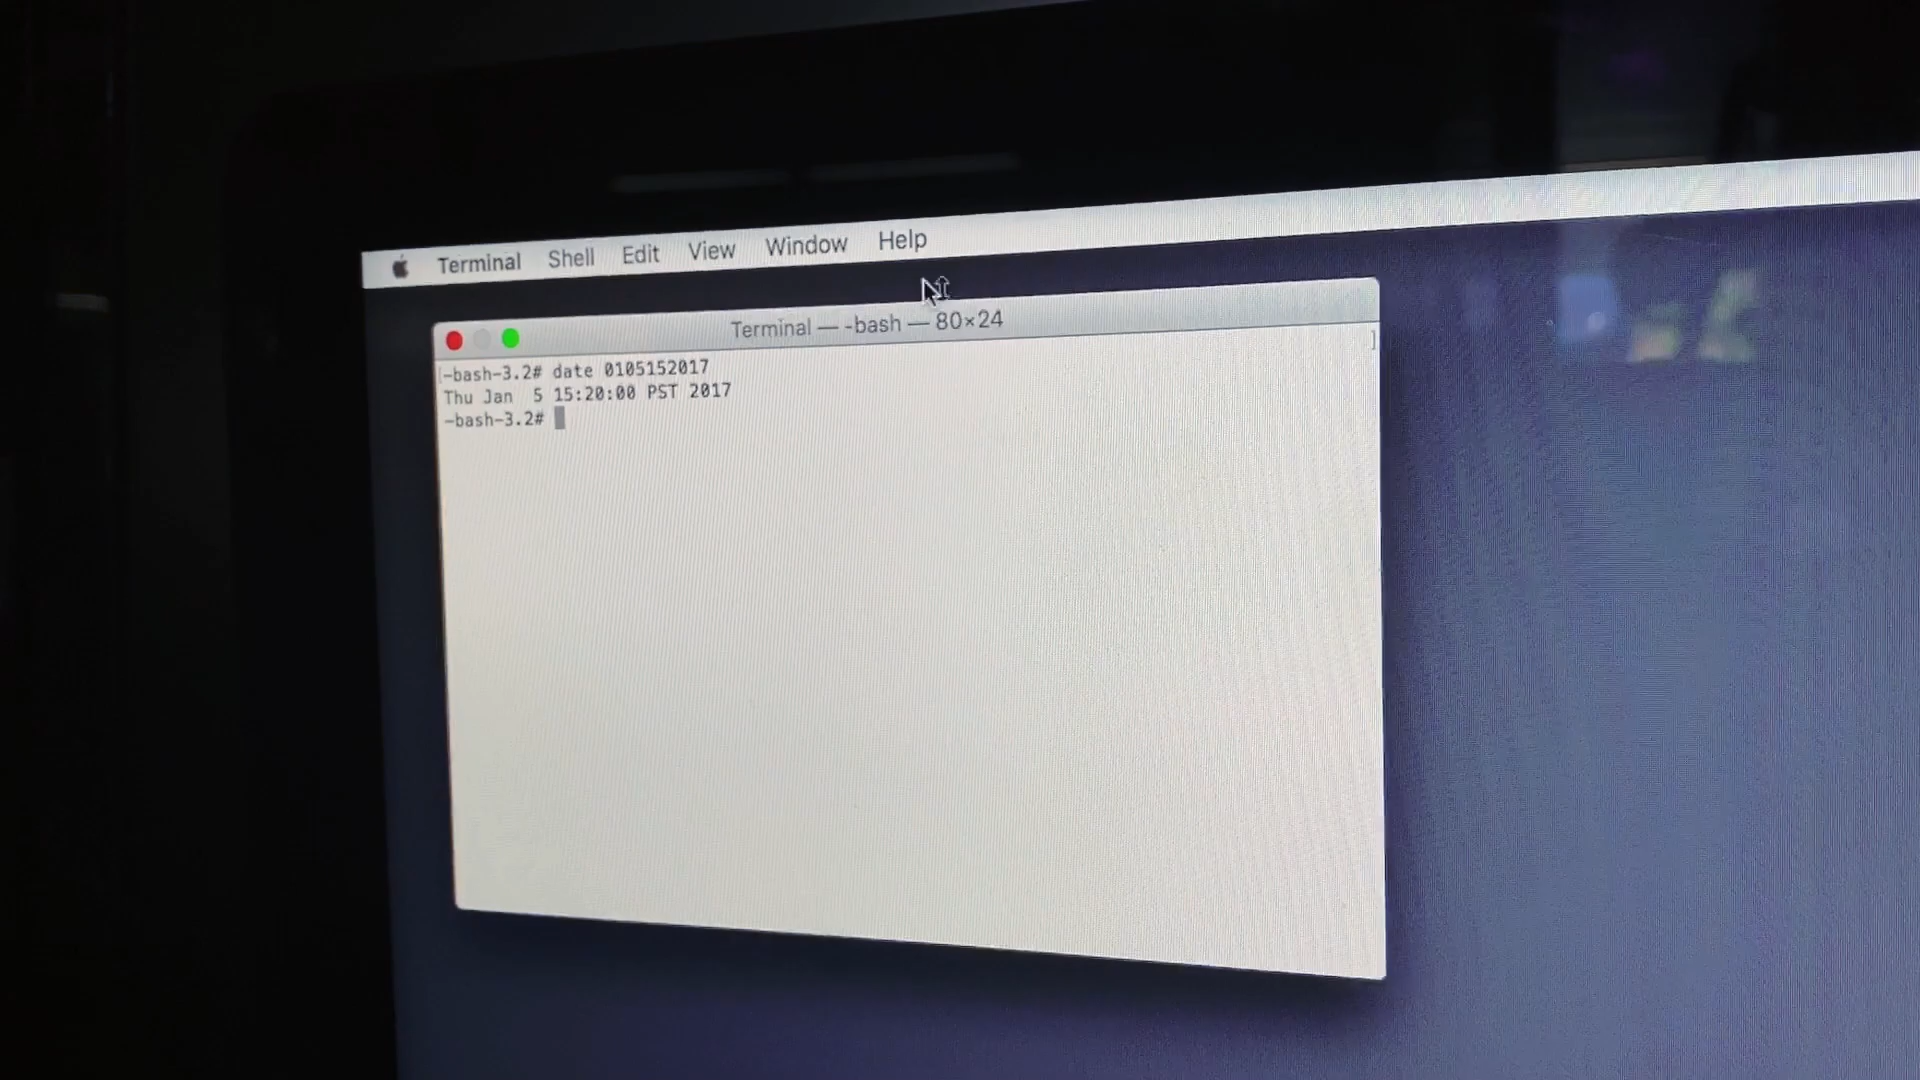 Terminal Shell Edit View Window Help
Terminal — -bash — 80×24
[-bash-3.2# date 0105152017 ]
Thu Jan  5 15:20:00 PST 2017
-bash-3.2#